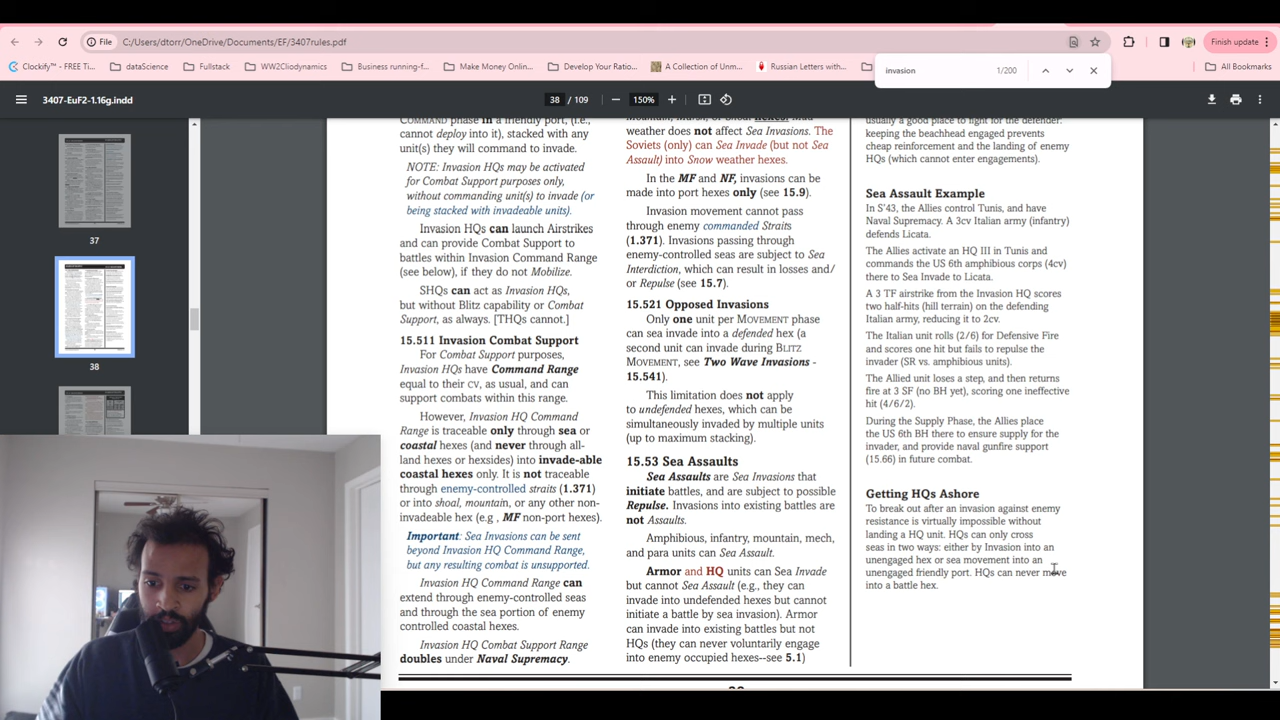 File
C:/Users/dtorr/OneDrive/Documents/EF/3407rules.pdf
Finish update
Clockify™ - FREE Ti...
dataScience
Fullstack
WW2Cliodynamics
Business running-f...
Make Money Onlin...
Develop Your Ratio...
A Collection of Unm...
Russian Letters with...
All Bookmarks
invasion
1/200
3407-EuF2-1.16g.indd
38 / 109
150%
37
38
COMMAND phase in a friendly port, (i.e.,
cannot deploy into it), stacked with any
unit(s) they will command to invade.
NOTE: Invasion HQs may be activated
for Combat Support purposes only,
without commanding unit(s) to invade (or
being stacked with invadeable units).
Invasion HQs can launch Airstrikes
and can provide Combat Support to
battles within Invasion Command Range
(see below), if they do not Mobilize.
SHQs can act as Invasion HQs,
but without Blitz capability or Combat
Support, as always. [THQs cannot.]
15.511 Invasion Combat Support
For Combat Support purposes,
Invasion HQs have Command Range
equal to their CV, as usual, and can
support combats within this range.
However, Invasion HQ Command
Range is traceable only through sea or
coastal hexes (and never through all-
land hexes or hexsides) into invade-able
coastal hexes only. It is not traceable
through enemy-controlled straits (1.371)
or into shoal, mountain, or any other non-
invadeable hex (e.g , MF non-port hexes).
Important: Sea Invasions can be sent
beyond Invasion HQ Command Range,
but any resulting combat is unsupported.
Invasion HQ Command Range can
extend through enemy-controlled seas
and through the sea portion of enemy
controlled coastal hexes.
Invasion HQ Combat Support Range
doubles under Naval Supremacy.
weather does not affect Sea Invasions. The
Soviets (only) can Sea Invade (but not Sea
Assault) into Snow weather hexes.
In the MF and NF, invasions can be
made into port hexes only (see 15.9).
Invasion movement cannot pass
through enemy commanded Straits
(1.371). Invasions passing through
enemy-controlled seas are subject to Sea
Interdiction, which can result in losses and/
or Repulse (see 15.7).
15.521 Opposed Invasions
Only one unit per MOVEMENT phase
can sea invade into a defended hex (a
second unit can invade during BLITZ
MOVEMENT, see Two Wave Invasions -
15.541).
This limitation does not apply
to undefended hexes, which can be
simultaneously invaded by multiple units
(up to maximum stacking).
15.53 Sea Assaults
Sea Assaults are Sea Invasions that
initiate battles, and are subject to possible
Repulse. Invasions into existing battles are
not Assaults.
Amphibious, infantry, mountain, mech,
and para units can Sea Assault.
Armor and HQ units can Sea Invade
but cannot Sea Assault (e.g., they can
invade into undefended hexes but cannot
initiate a battle by sea invasion). Armor
can invade into existing battles but not
HQs (they can never voluntarily engage
into enemy occupied hexes--see 5.1)
usually a good place to fight for the defender:
keeping the beachhead engaged prevents
cheap reinforcement and the landing of enemy
HQs (which cannot enter engagements).
Sea Assault Example
In S'43, the Allies control Tunis, and have
Naval Supremacy. A 3cv Italian army (infantry)
defends Licata.
The Allies activate an HQ III in Tunis and
commands the US 6th amphibious corps (4cv)
there to Sea Invade to Licata.
A 3 TF airstrike from the Invasion HQ scores
two half-hits (hill terrain) on the defending
Italian army, reducing it to 2cv.
The Italian unit rolls (2/6) for Defensive Fire
and scores one hit but fails to repulse the
invader (SR vs. amphibious units).
The Allied unit loses a step, and then returns
fire at 3 SF (no BH yet), scoring one ineffective
hit (4/6/2).
During the Supply Phase, the Allies place
the US 6th BH there to ensure supply for the
invader, and provide naval gunfire support
(15.66) in future combat.
Getting HQs Ashore
To break out after an invasion against enemy
resistance is virtually impossible without
landing a HQ unit. HQs can only cross
seas in two ways: either by Invasion into an
unengaged hex or sea movement into an
unengaged friendly port. HQs can never move
into a battle hex.